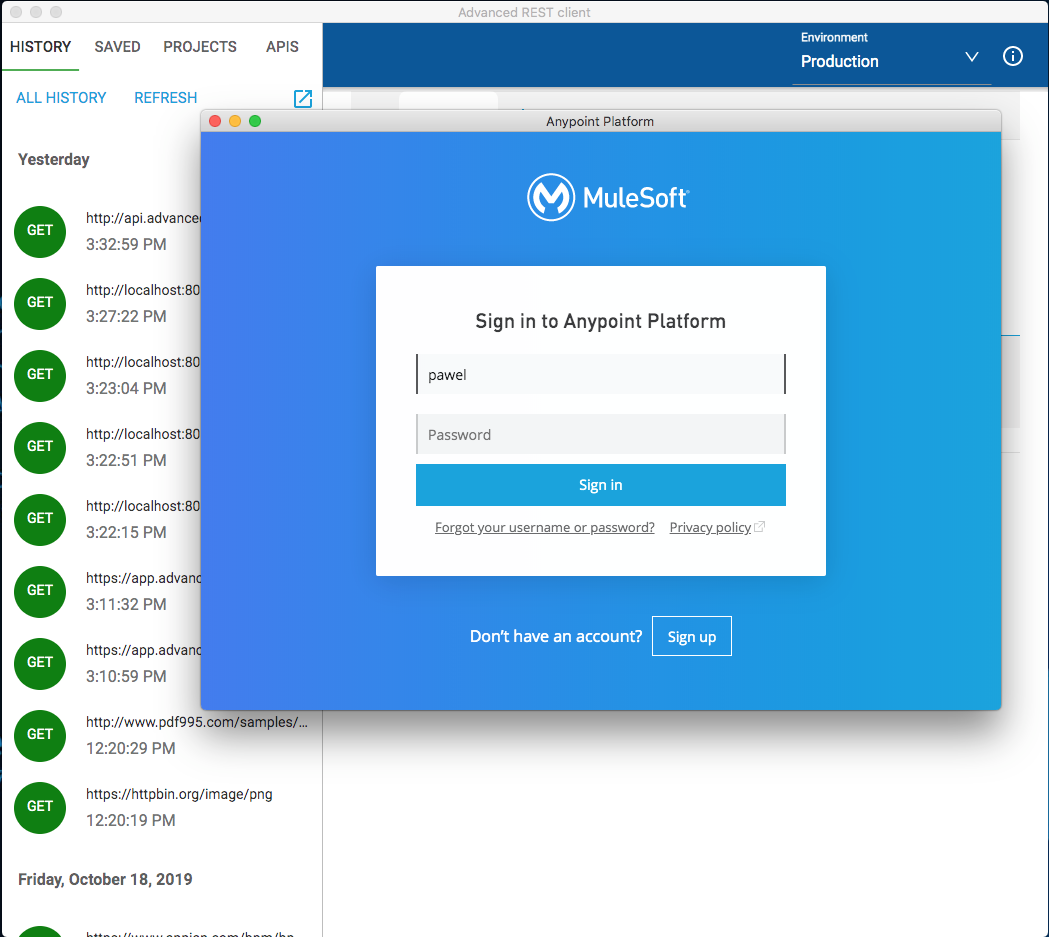 Advanced REST client
HISTORY SAVED PROJECTS APIS
Environment
Production
ALL HISTORY REFRESH
Yesterday
GET
http://api.advance
3:32:59 PM
GET
http://localhost:80
3:27:22 PM
GET
http://localhost:80
3:23:04 PM
GET
http://localhost:80
3:22:51 PM
GET
http://localhost:80
3:22:15 PM
GET
https://app.advanc
3:11:32 PM
GET
https://app.advanc
3:10:59 PM
GET
http://www.pdf995.com/samples/...
12:20:29 PM
GET
https://httpbin.org/image/png
12:20:19 PM
Friday, October 18, 2019
Anypoint Platform
MuleSoft
Sign in to Anypoint Platform
pawel
Password
Sign in
Forgot your username or password? Privacy policy
Don't have an account? Sign up